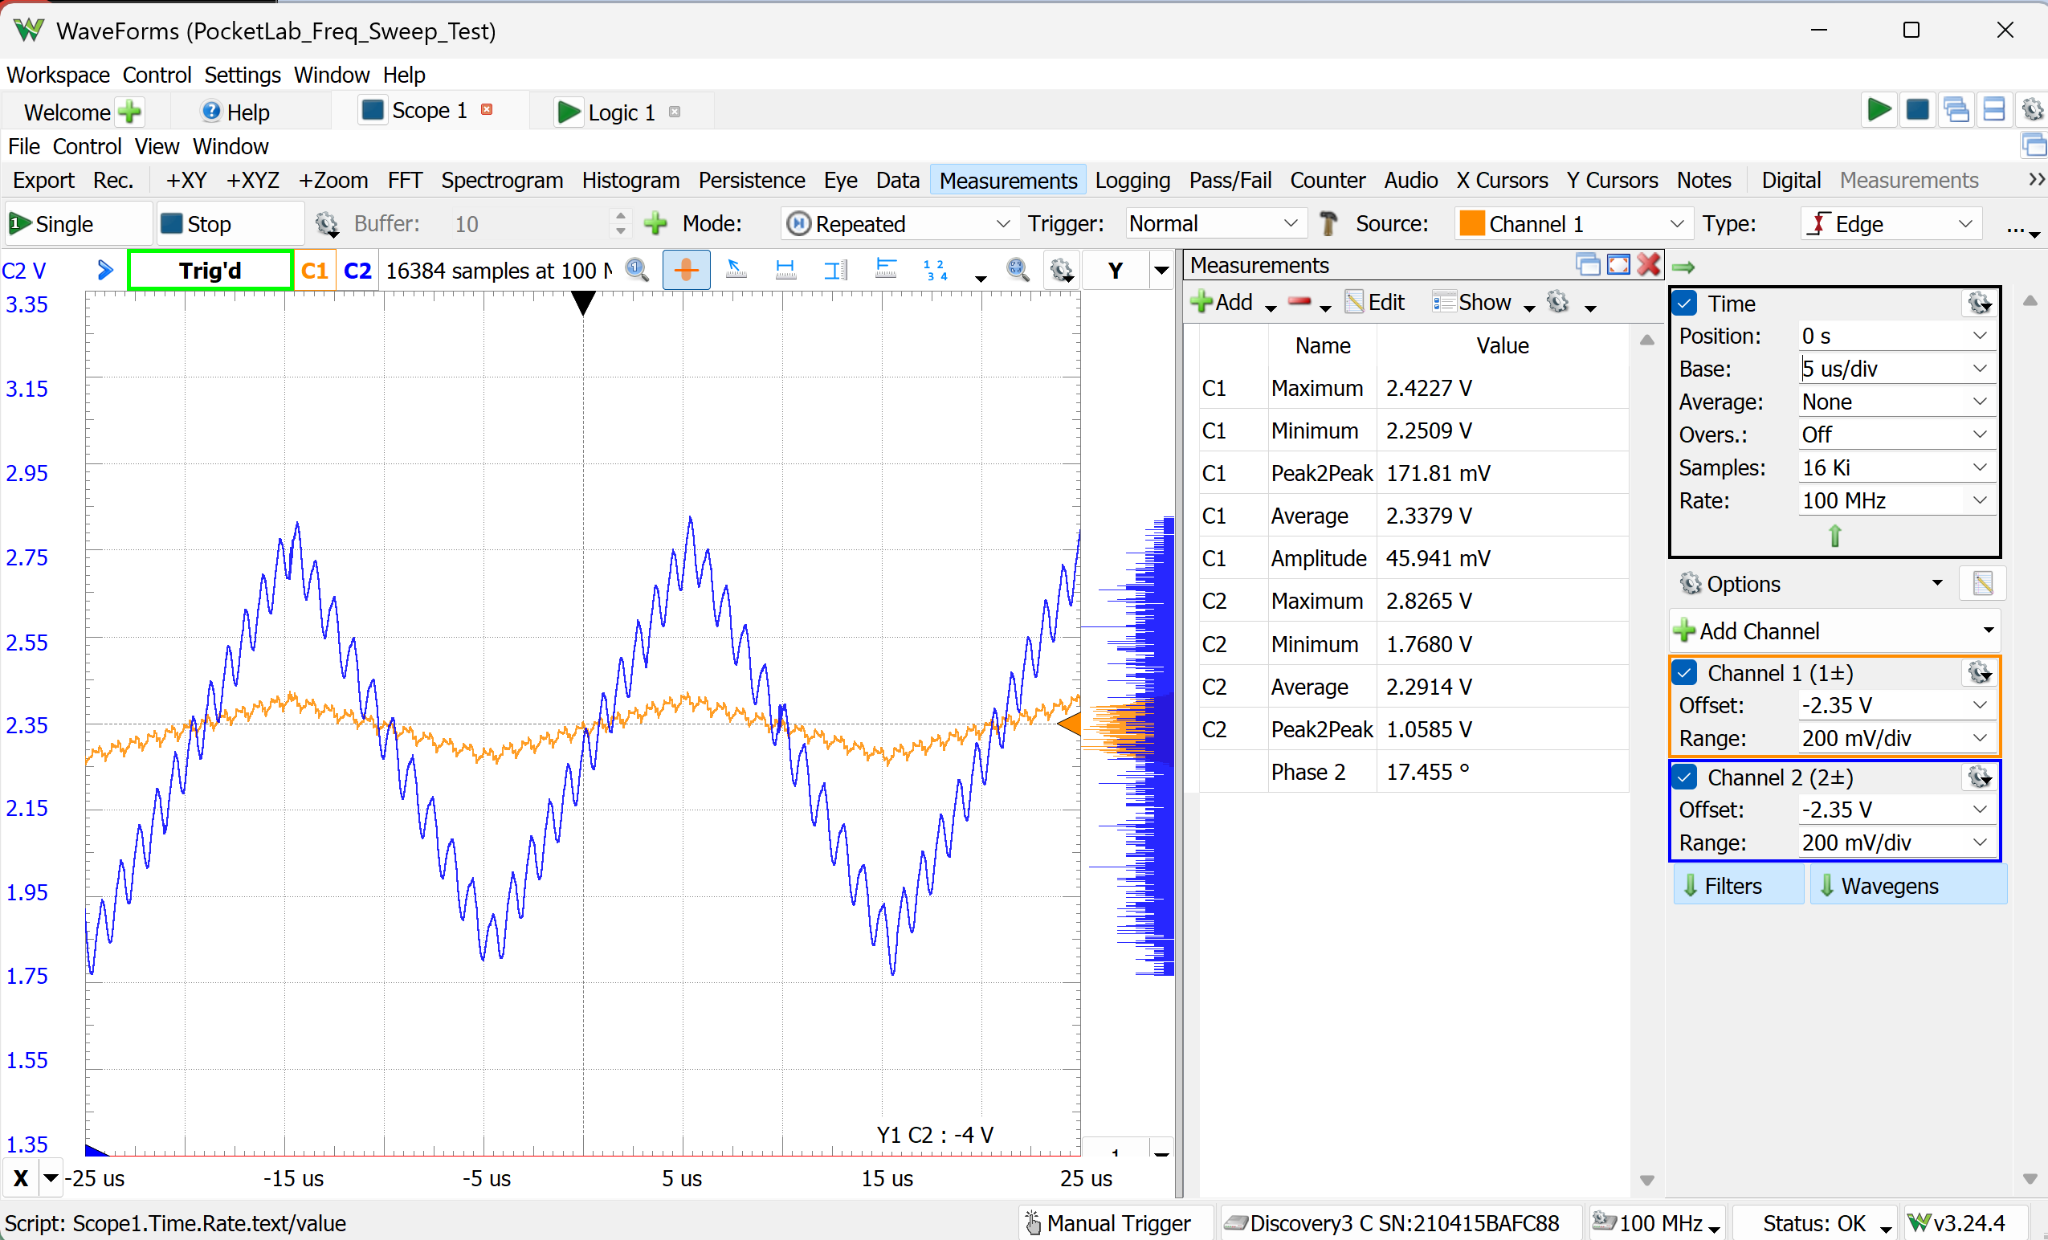 WaveForms (PocketLab_Freq_Sweep_Test)
Workspace Control Settings Window Help
Welcome Help Scope 1 Logic 1
File Control View Window
Export Rec. +XY +XYZ +Zoom FFT Spectrogram Histogram Persistence Eye Data Measurements Logging Pass/Fail Counter Audio X Cursors Y Cursors Notes Digital Measurements »
Single Stop Buffer: 10 Mode: Repeated Trigger: Normal Source: Channel 1 Type: Edge ...
C2 V Trig'd C1 C2 16384 samples at 100 Y
3.35
3.15
2.95
2.75
2.55
2.35
2.15
1.95
1.75
1.55
1.35
Y1 C2 : -4 V
X -25 us -15 us -5 us 5 us 15 us 25 us
Measurements
Add Edit Show
Name Value
C1 Maximum 2.4227 V
C1 Minimum 2.2509 V
C1 Peak2Peak 171.81 mV
C1 Average 2.3379 V
C1 Amplitude 45.941 mV
C2 Maximum 2.8265 V
C2 Minimum 1.7680 V
C2 Average 2.2914 V
C2 Peak2Peak 1.0585 V
Phase 2 17.455 °
Time
Position: 0 s
Base: 5 us/div
Average: None
Overs.: Off
Samples: 16 Ki
Rate: 100 MHz
Options
Add Channel
Channel 1 (1±)
Offset: -2.35 V
Range: 200 mV/div
Channel 2 (2±)
Offset: -2.35 V
Range: 200 mV/div
Filters Wavegens
Script: Scope1.Time.Rate.text/value Manual Trigger Discovery3 C SN:210415BAFC88 100 MHz Status: OK v3.24.4